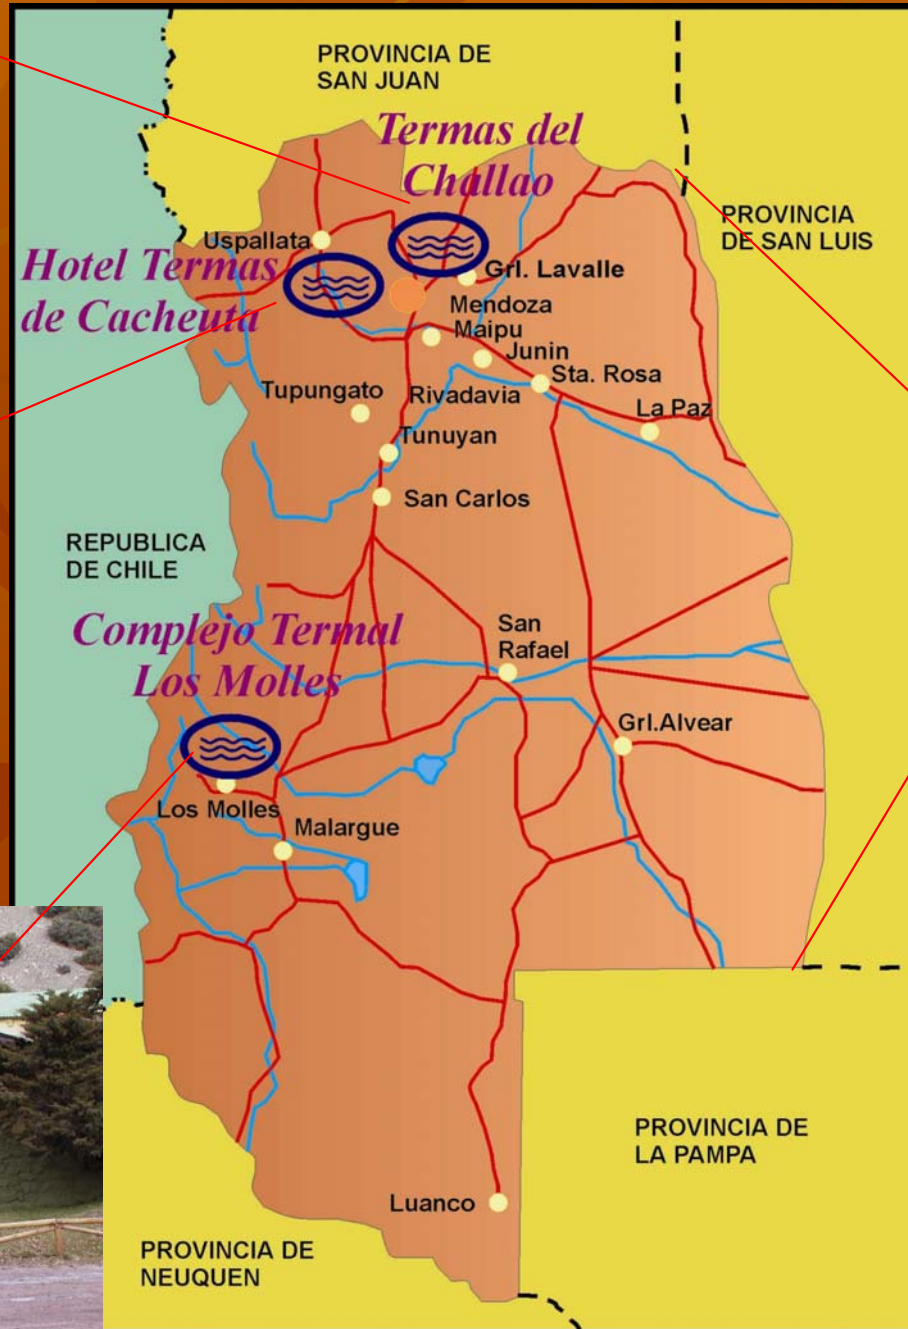 PROVINCIA DE
SAN JUAN
Termas del
Challao
PROVINCIA
DE SAN LUIS
Uspallata
Hotel Termas
de Cacheuta
Grl. Lavalle
Mendoza
Maipu
Junin
Sta. Rosa
Tupungato
Rivadavia
La Paz
Tunuyan
San Carlos
REPUBLICA
DE CHILE
Complejo Termal
Los Molles
San
Rafael
Grl.Alvear
Los Molles
Malargue
PROVINCIA DE
LA PAMPA
Luanco
PROVINCIA DE
NEUQUEN